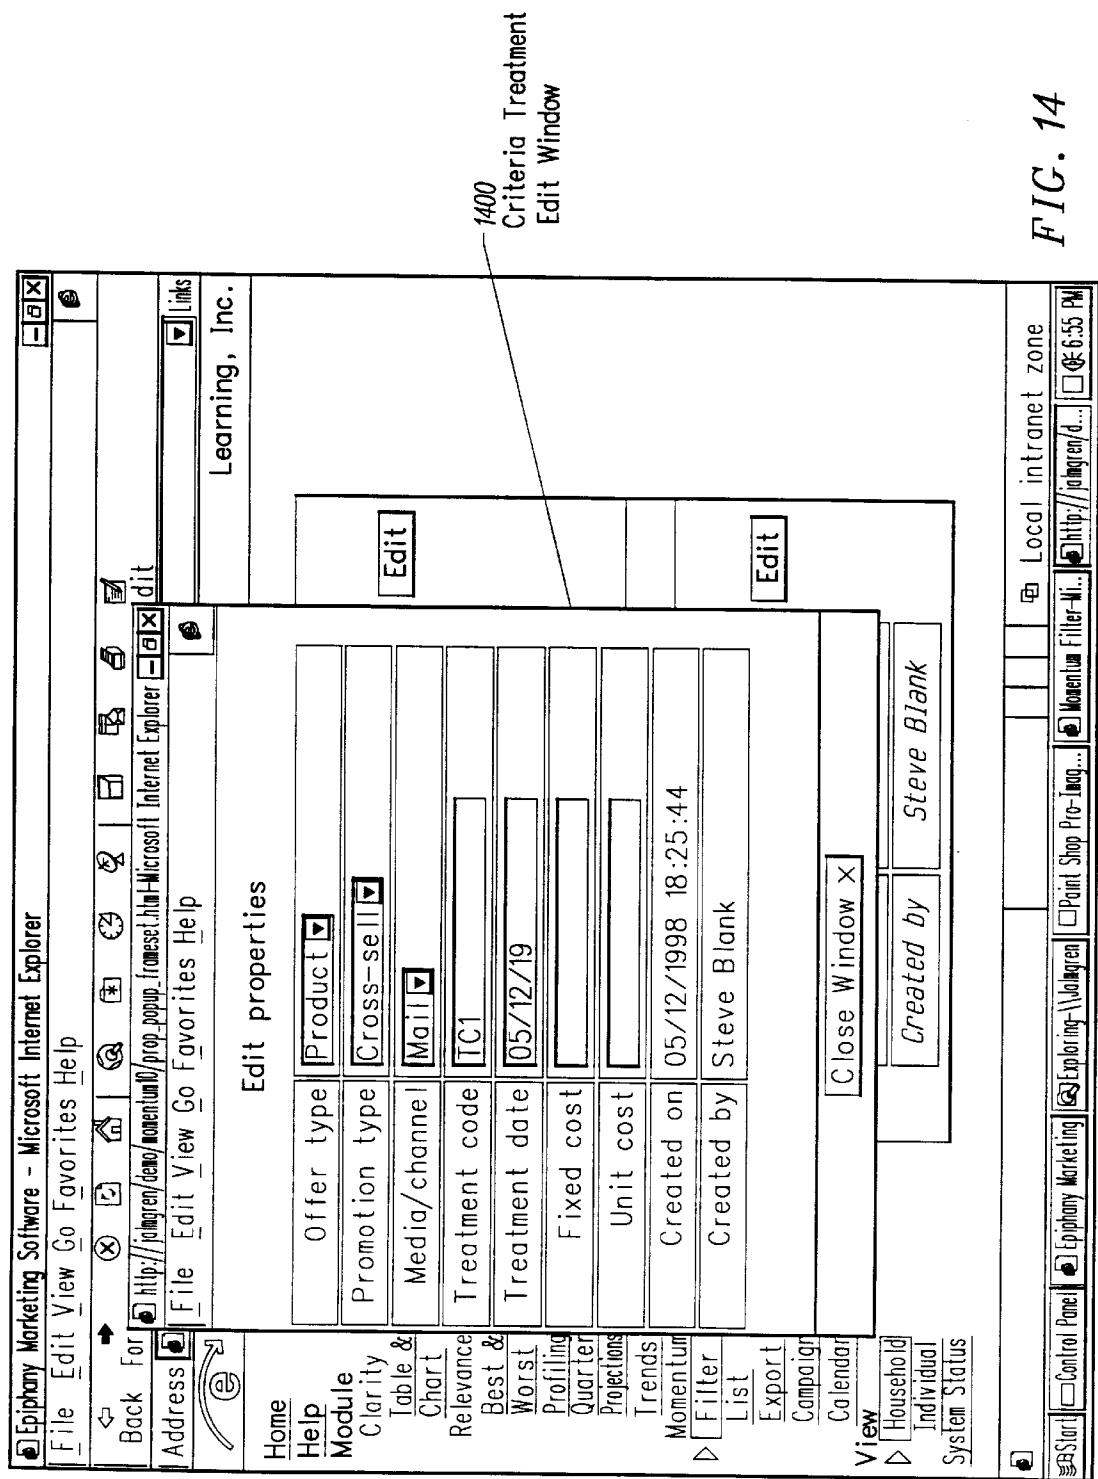 Epiphany Marketing Software - Microsoft Internet Explorer
File Edit View Go Favorites Help
Back For
dit
Address
Links
http://jalmgren/demo/momentum10/prop_popup_frameset.html-Microsoft Internet Explorer
File Edit View Go Favorites Help
e
Learning, Inc.
Home
Help
Module
Clarity
Table &
Chart
Relevance
Best &
Worst
Profiling
Quarter
Projections
Trends
Momentum
Filter
List
Export
Campaign
Calendar
View
Household
Individual
System Status
Edit properties
Offer type Product
Promotion type Cross-sell
Media/channel Mail
Treatment code TC1
Treatment date 05/12/19
Fixed cost
Unit cost
Created on 05/12/1998 18:25:44
Created by Steve Blank
Close Window X
Edit
Edit
Created by Steve Blank
Local intranet zone
Start Control Panel Epiphany Marketing Exploring-\\Jalmgren Paint Shop Pro-Imag... Momentum Filter-Mi.. http://jalmgren/d... 6:55 PM
1400
Criteria Treatment
Edit Window
FIG. 14